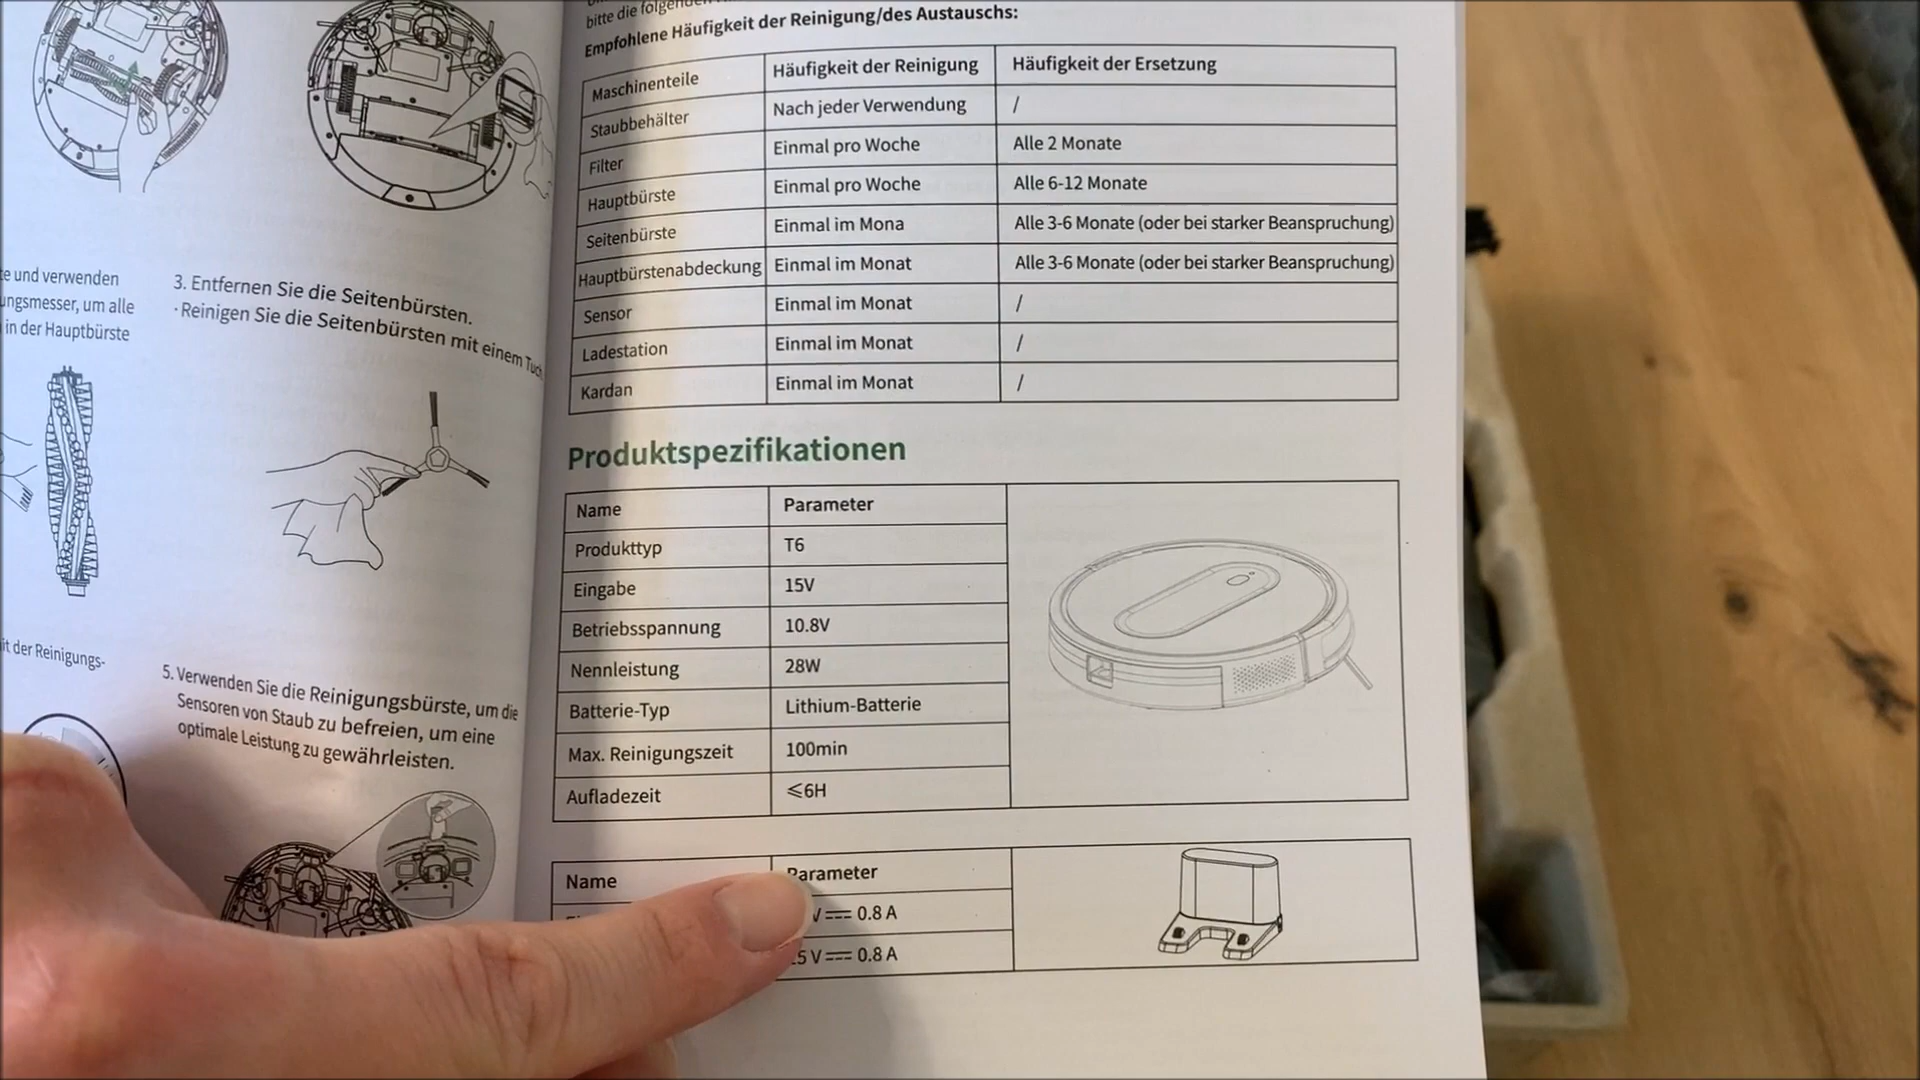 e und verwenden
ungsmesser, um alle
in der Hauptbürste
3. Entfernen Sie die Seitenbürsten.
· Reinigen Sie die Seitenbürsten mit einem Tuch
it der Reinigungs-
5. Verwenden Sie die Reinigungsbürste, um die
Sensoren von Staub zu befreien, um eine
optimale Leistung zu gewährleisten.
bitte die folgenden
Empfohlene Häufigkeit der Reinigung/des Austauschs:
Maschinenteile Häufigkeit der Reinigung Häufigkeit der Ersetzung
Staubbehälter Nach jeder Verwendung /
Filter Einmal pro Woche Alle 2 Monate
Hauptbürste Einmal pro Woche Alle 6-12 Monate
Seitenbürste Einmal im Mona Alle 3-6 Monate (oder bei starker Beanspruchung)
Hauptbürstenabdeckung Einmal im Monat Alle 3-6 Monate (oder bei starker Beanspruchung)
Sensor Einmal im Monat /
Ladestation Einmal im Monat /
Kardan Einmal im Monat /
Produktspezifikationen
Name Parameter
Produkttyp T6
Eingabe 15V
Betriebsspannung 10.8V
Nennleistung 28W
Batterie-Typ Lithium-Batterie
Max. Reinigungszeit 100min
Aufladezeit ⩽6H
Name Parameter
V⎓ 0.8 A
5 V⎓ 0.8 A